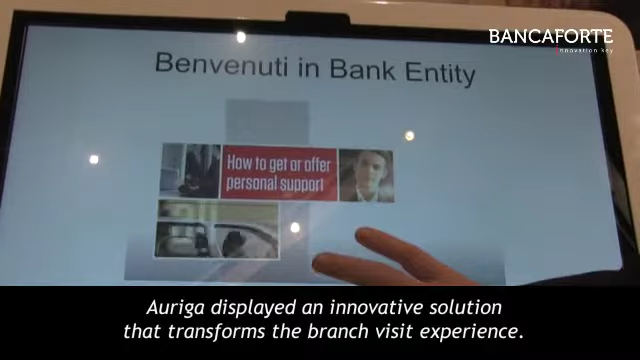 BANCAFORTE
innovation key
Benvenuti in Bank Entity
How to get or offer
personal support
Auriga displayed an innovative solution
that transforms the branch visit experience.